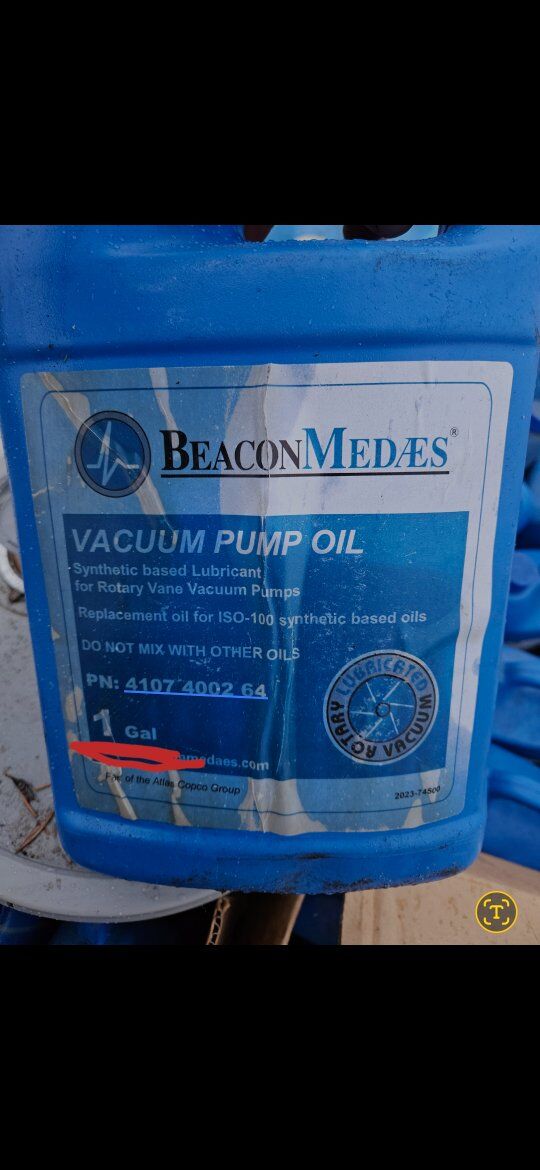 BEACONMEDÆS®
VACUUM PUMP OIL
Synthetic based Lubricant
for Rotary Vane Vacuum Pumps
Replacement oil for ISO-100 synthetic based oils
DO NOT MIX WITH OTHER OILS
PN: 4107 4002 64
LUBRICATED
ROTARY VACUUM
1 Gal
medaes.com
Part of the Atlas Copco Group
2023-74500
T